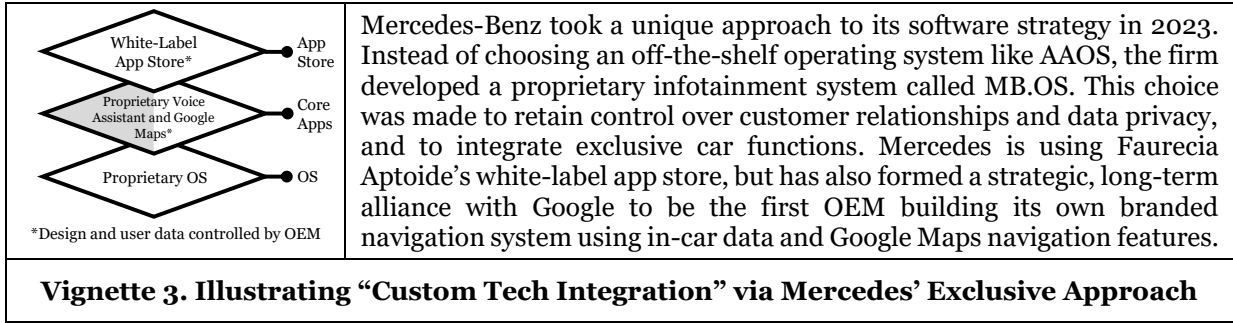 White-Label
App Store*
App
Store
Proprietary Voice
Assistant and Google
Maps*
Core
Apps
Proprietary OS
OS
*Design and user data controlled by OEM
Mercedes-Benz took a unique approach to its software strategy in 2023.
Instead of choosing an off-the-shelf operating system like AAOS, the firm
developed a proprietary infotainment system called MB.OS. This choice
was made to retain control over customer relationships and data privacy,
and to integrate exclusive car functions. Mercedes is using Faurecia
Aptoide’s white-label app store, but has also formed a strategic, long-term
alliance with Google to be the first OEM building its own branded
navigation system using in-car data and Google Maps navigation features.
Vignette 3. Illustrating “Custom Tech Integration” via Mercedes’ Exclusive Approach